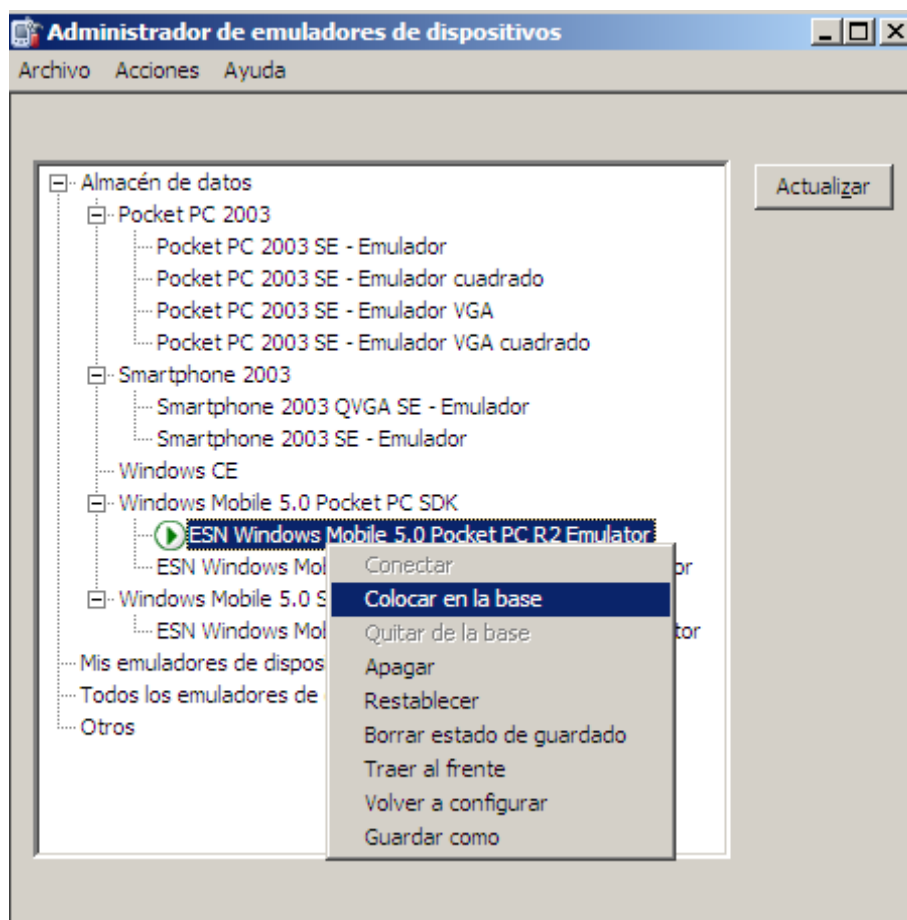 Administrador de emuladores de dispositivos
Archivo Acciones Ayuda
Actualizar
Almacén de datos
Pocket PC 2003
Pocket PC 2003 SE - Emulador
Pocket PC 2003 SE - Emulador cuadrado
Pocket PC 2003 SE - Emulador VGA
Pocket PC 2003 SE - Emulador VGA cuadrado
Smartphone 2003
Smartphone 2003 QVGA SE - Emulador
Smartphone 2003 SE - Emulador
Windows CE
Windows Mobile 5.0 Pocket PC SDK
ESN Windows Mobile 5.0 Pocket PC R2 Emulator
ESN Windows
Windows Mobile 5.0
ESN Windows
Mis emuladores de
Todos los emuladores de
Otros
Conectar
Colocar en la base
Quitar de la base
Apagar
Restablecer
Borrar estado de guardado
Traer al frente
Volver a configurar
Guardar como